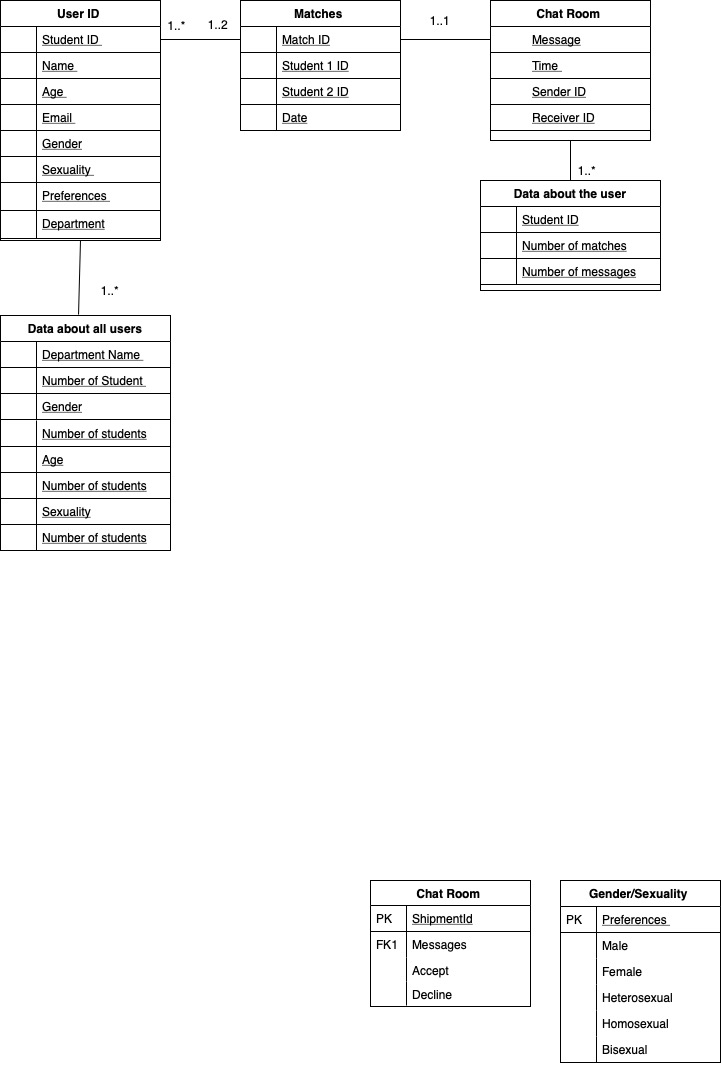 User ID
Student ID
Name
Age
Email
Gender
Sexuality
Preferences
Department
1..*
1..2
Matches
Match ID
Student 1 ID
Student 2 ID
Date
1..1
Chat Room
Message
Time
Sender ID
Receiver ID
1..*
Data about the user
Student ID
Number of matches
Number of messages
1..*
Data about all users
Department Name
Number of Student
Gender
Number of students
Age
Number of students
Sexuality
Number of students
Chat Room
PK ShipmentId
FK1 Messages
Accept
Decline
Gender/Sexuality
PK Preferences
Male
Female
Heterosexual
Homosexual
Bisexual